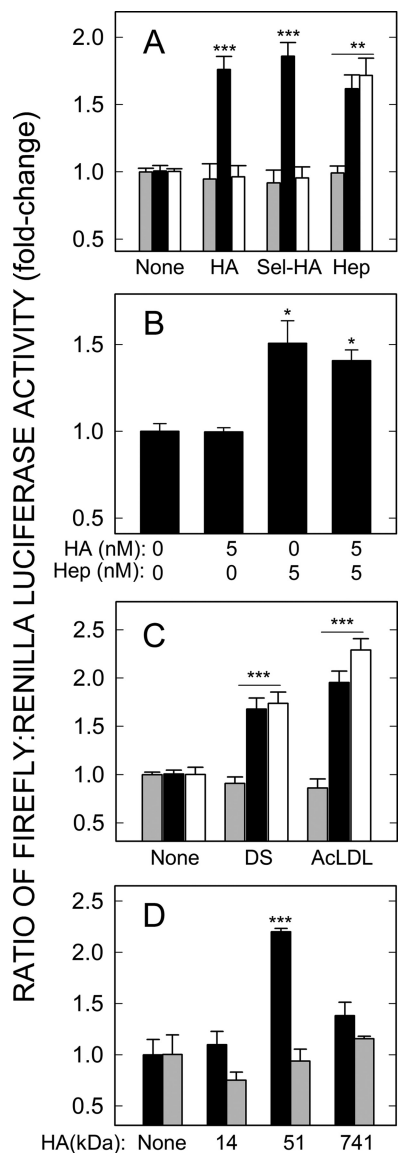 RATIO OF FIREFLY:RENILLA LUCIFERASE ACTIVITY (fold-change)
A
2.0
1.5
1.0
0.5
*** *** **
None HA Sel-HA Hep
B
1.5
1.0
0.5
* *
HA (nM): 0 5 0 5
Hep (nM): 0 0 5 5
C
2.5
2.0
1.5
1.0
0.5
*** ***
None DS AcLDL
D
2.5
2.0
1.5
1.0
0.5
***
HA(kDa): None 14 51 741